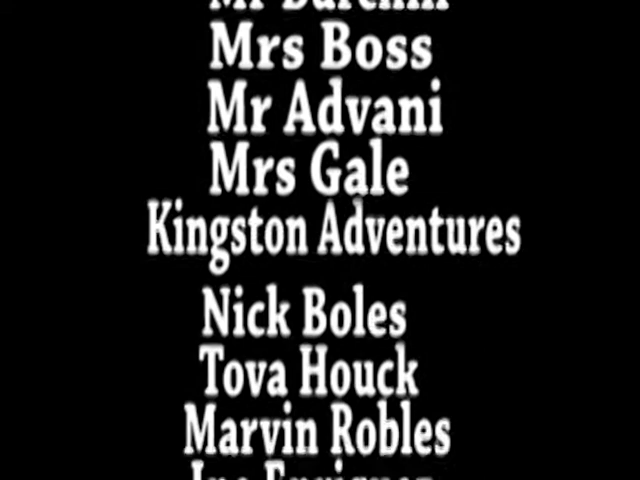 Mrs Boss
Mr Advani
Mrs Gale
Kingston Adventures
Nick Boles
Tova Houck
Marvin Robles